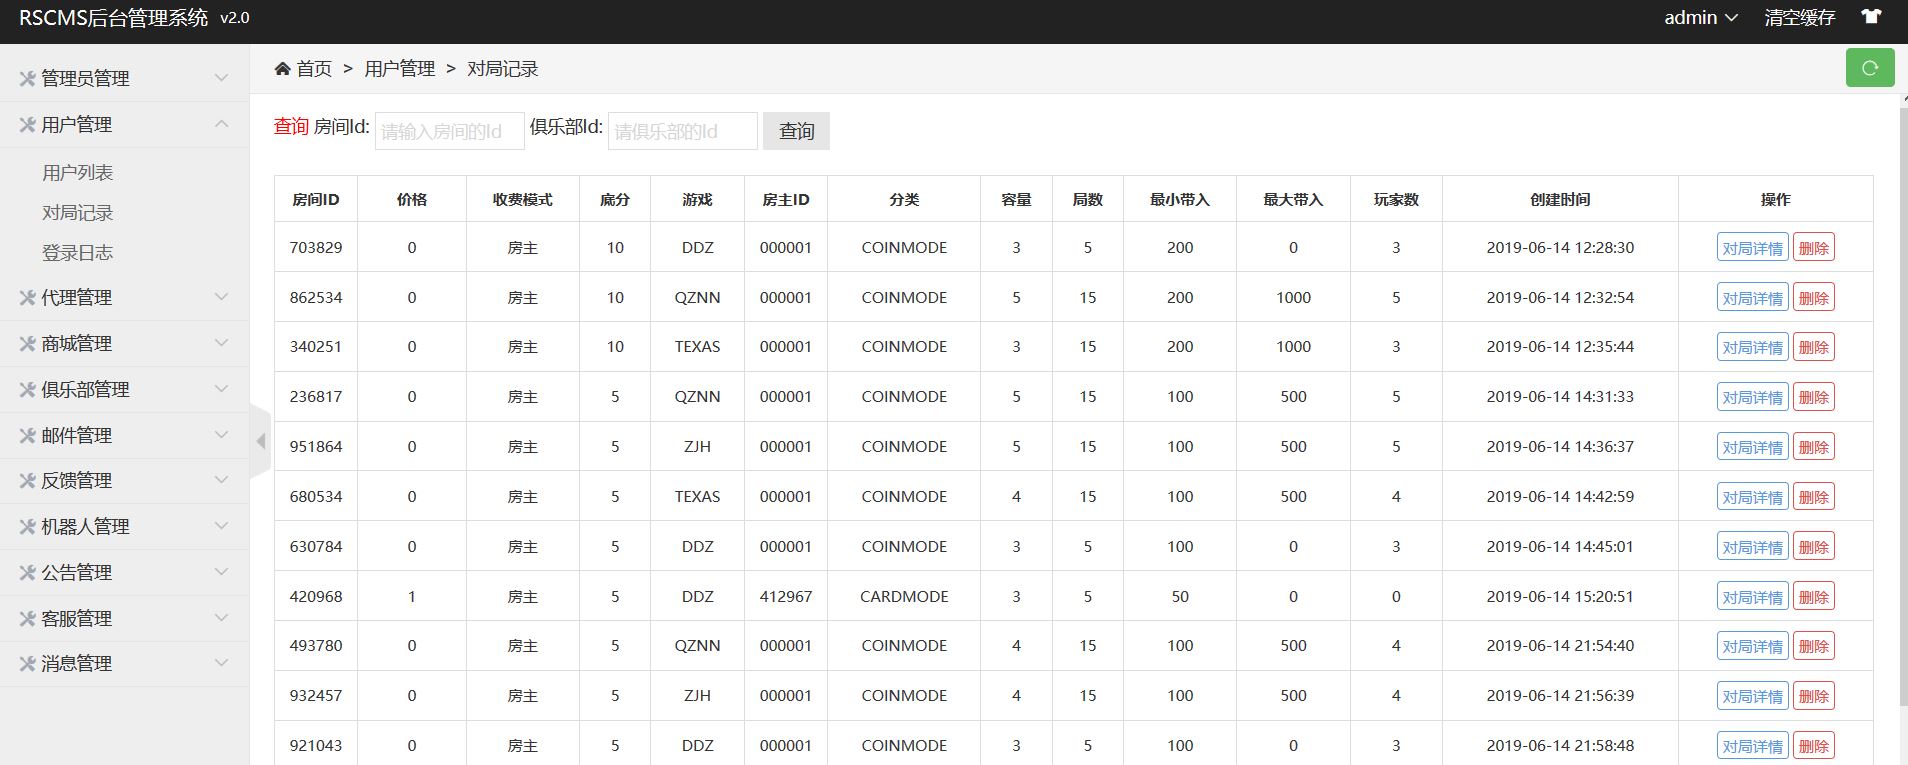 RSCMS后台管理系统 v2.0
admin 清空缓存
管理员管理
用户管理
用户列表
对局记录
登录日志
代理管理
商城管理
俱乐部管理
邮件管理
反馈管理
机器人管理
公告管理
客服管理
消息管理
首页 > 用户管理 > 对局记录
查询 房间Id: 请输入房间的Id 俱乐部Id: 请俱乐部的Id 查询
房间ID 价格 收费模式 底分 游戏 房主ID 分类 容量 局数 最小带入 最大带入 玩家数 创建时间 操作
703829 0 房主 10 DDZ 000001 COINMODE 3 5 200 0 3 2019-06-14 12:28:30 对局详情 删除
862534 0 房主 10 QZNN 000001 COINMODE 5 15 200 1000 5 2019-06-14 12:32:54 对局详情 删除
340251 0 房主 10 TEXAS 000001 COINMODE 3 15 200 1000 3 2019-06-14 12:35:44 对局详情 删除
236817 0 房主 5 QZNN 000001 COINMODE 5 15 100 500 5 2019-06-14 14:31:33 对局详情 删除
951864 0 房主 5 ZJH 000001 COINMODE 5 15 100 500 5 2019-06-14 14:36:37 对局详情 删除
680534 0 房主 5 TEXAS 000001 COINMODE 4 15 100 500 4 2019-06-14 14:42:59 对局详情 删除
630784 0 房主 5 DDZ 000001 COINMODE 3 5 100 0 3 2019-06-14 14:45:01 对局详情 删除
420968 1 房主 5 DDZ 412967 CARDMODE 3 5 50 0 0 2019-06-14 15:20:51 对局详情 删除
493780 0 房主 5 QZNN 000001 COINMODE 4 15 100 500 4 2019-06-14 21:54:40 对局详情 删除
932457 0 房主 5 ZJH 000001 COINMODE 4 15 100 500 4 2019-06-14 21:56:39 对局详情 删除
921043 0 房主 5 DDZ 000001 COINMODE 3 5 100 0 3 2019-06-14 21:58:48 对局详情 删除